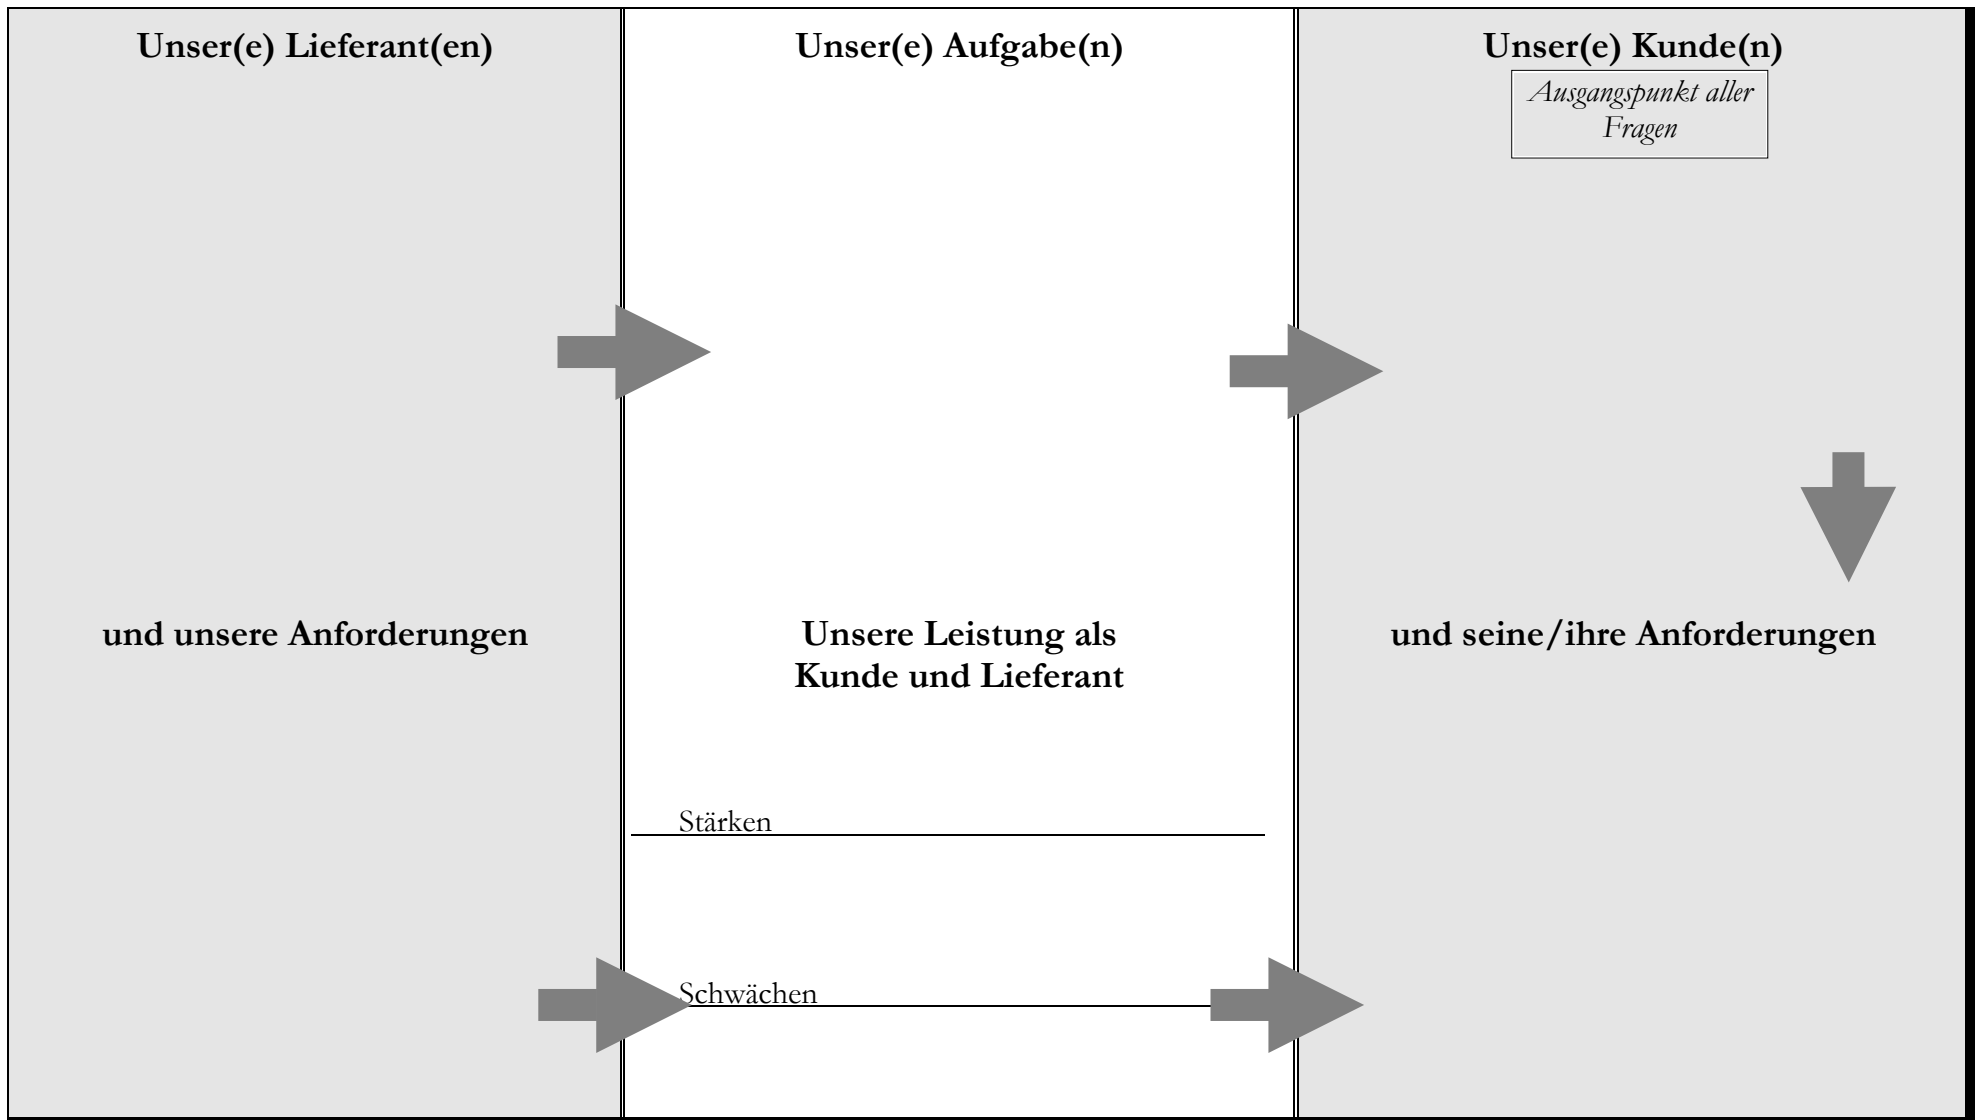 Unser(e) Lieferant(en)
Unser(e) Aufgabe(n)
Unser(e) Kunde(n)
Ausgangspunkt aller
Fragen
und unsere Anforderungen
Unsere Leistung als
Kunde und Lieferant
und seine/ihre Anforderungen
Stärken
Schwächen